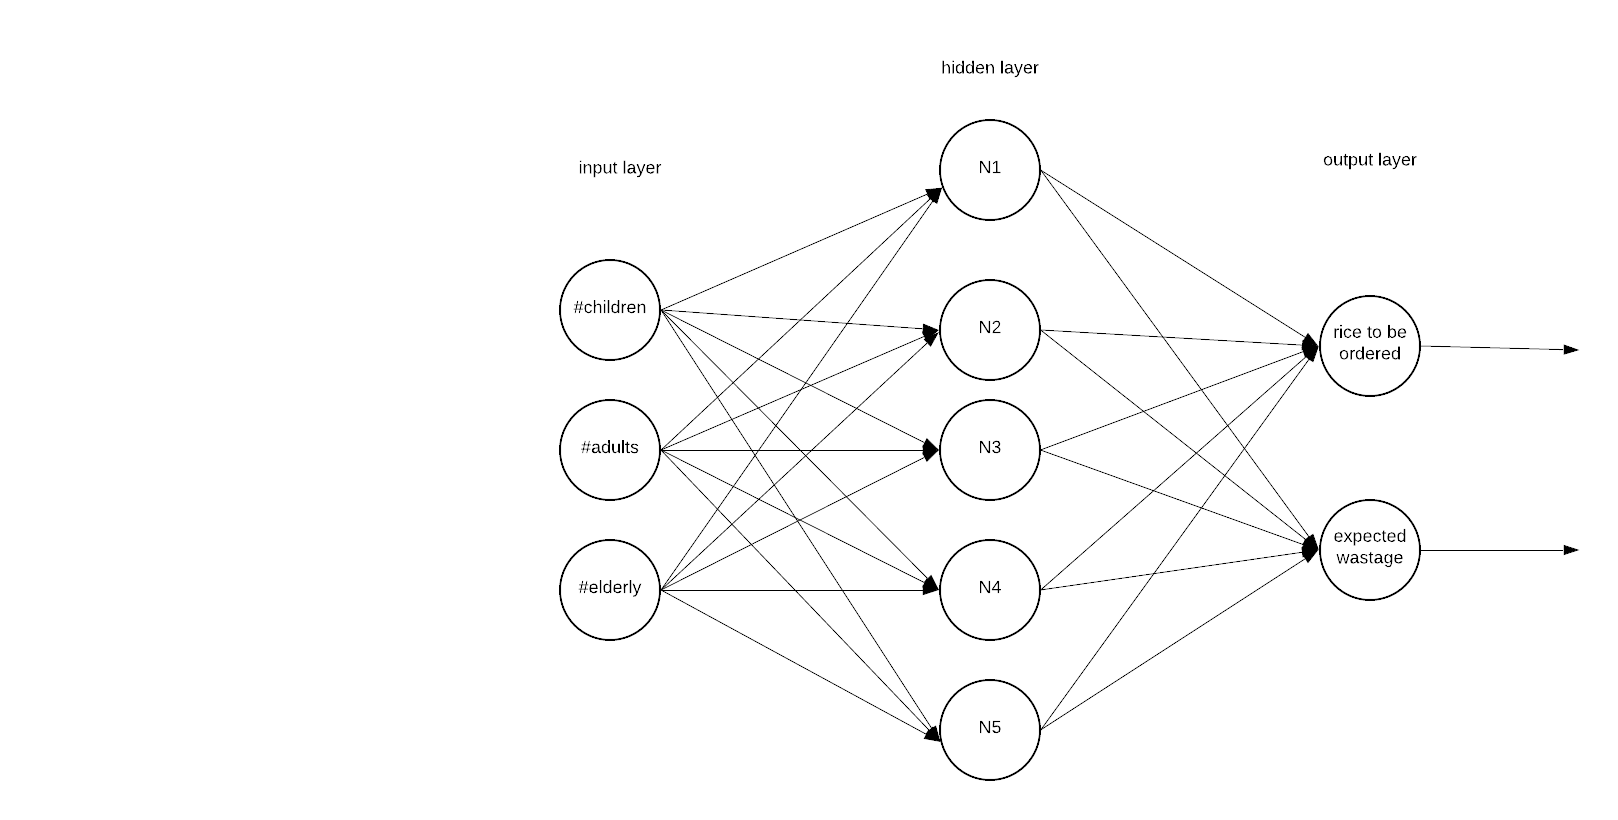 hidden layer
input layer
output layer
N1
#children
N2
rice to be
ordered
#adults
N3
expected
wastage
#elderly
N4
N5